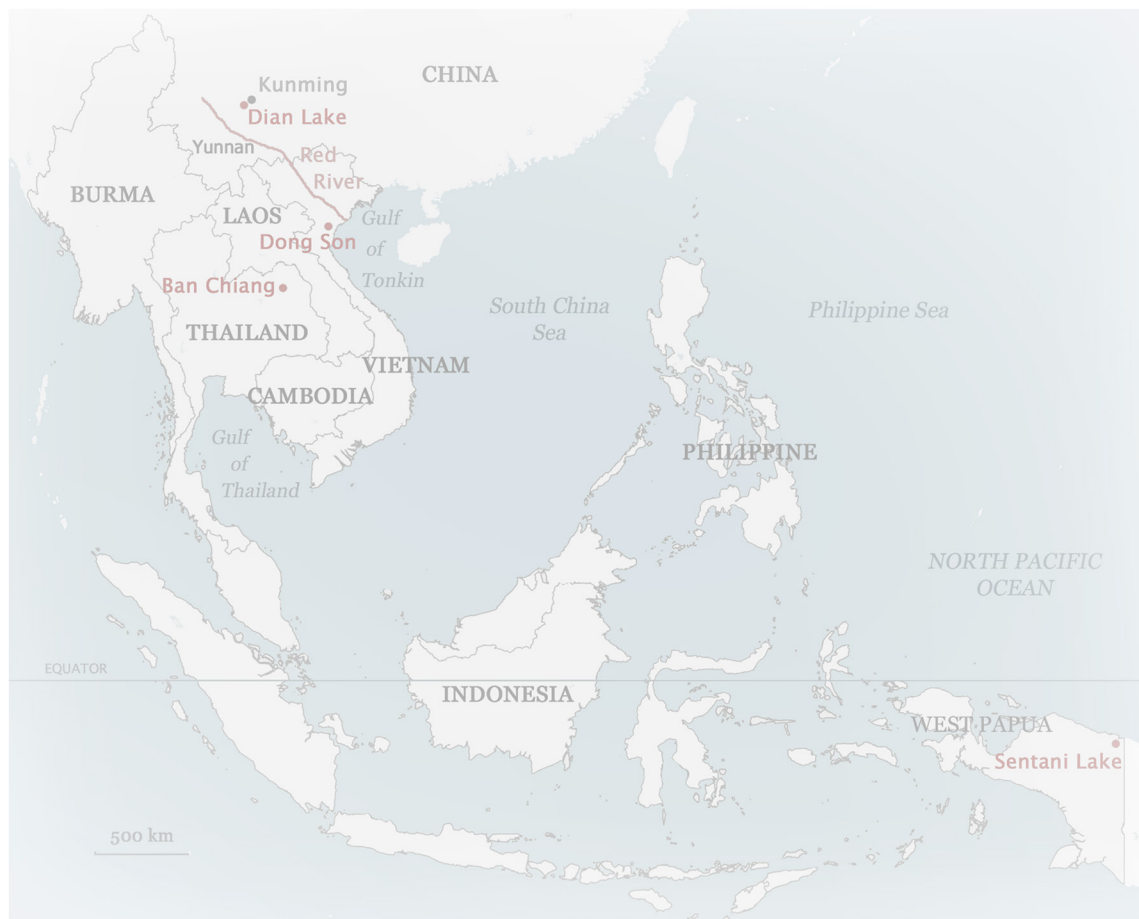 Kunming
CHINA
Dian Lake
Yunnan
Red
River
BURMA
LAOS
Gulf
of
Tonkin
Dong Son
Ban Chiang
South China
Sea
Philippine Sea
THAILAND
VIETNAM
CAMBODIA
Gulf
of
Thailand
PHILIPPINE
NORTH PACIFIC
OCEAN
EQUATOR
INDONESIA
WEST PAPUA
Sentani Lake
500 km